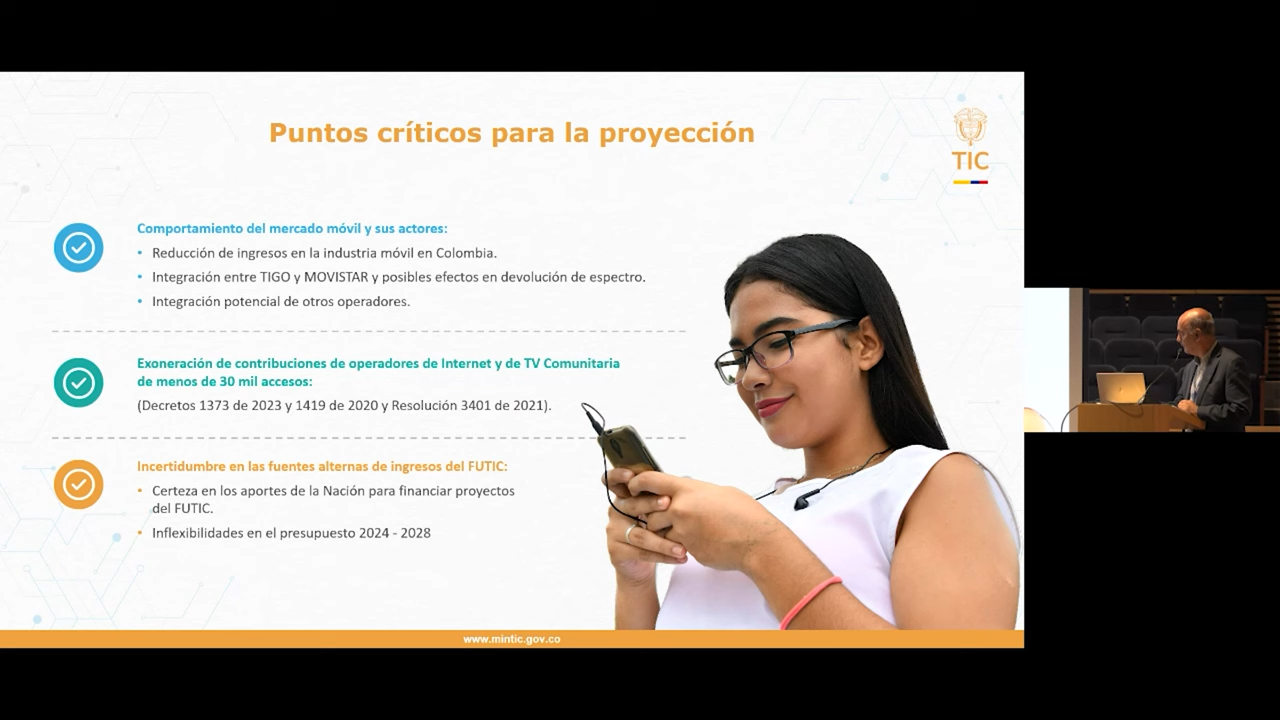 Puntos críticos para la proyección
TIC
Comportamiento del mercado móvil y sus actores:
• Reducción de ingresos en la industria móvil en Colombia.
• Integración entre TIGO y MOVISTAR y posibles efectos en devolución de espectro.
• Integración potencial de otros operadores.
Exoneración de contribuciones de operadores de Internet y de TV Comunitaria
de menos de 30 mil accesos:
(Decretos 1373 de 2023 y 1419 de 2020 y Resolución 3401 de 2021).
Incertidumbre en las fuentes alternas de ingresos del FUTIC:
• Certeza en los aportes de la Nación para financiar proyectos
del FUTIC.
• Inflexibilidades en el presupuesto 2024 - 2028
www.mintic.gov.co